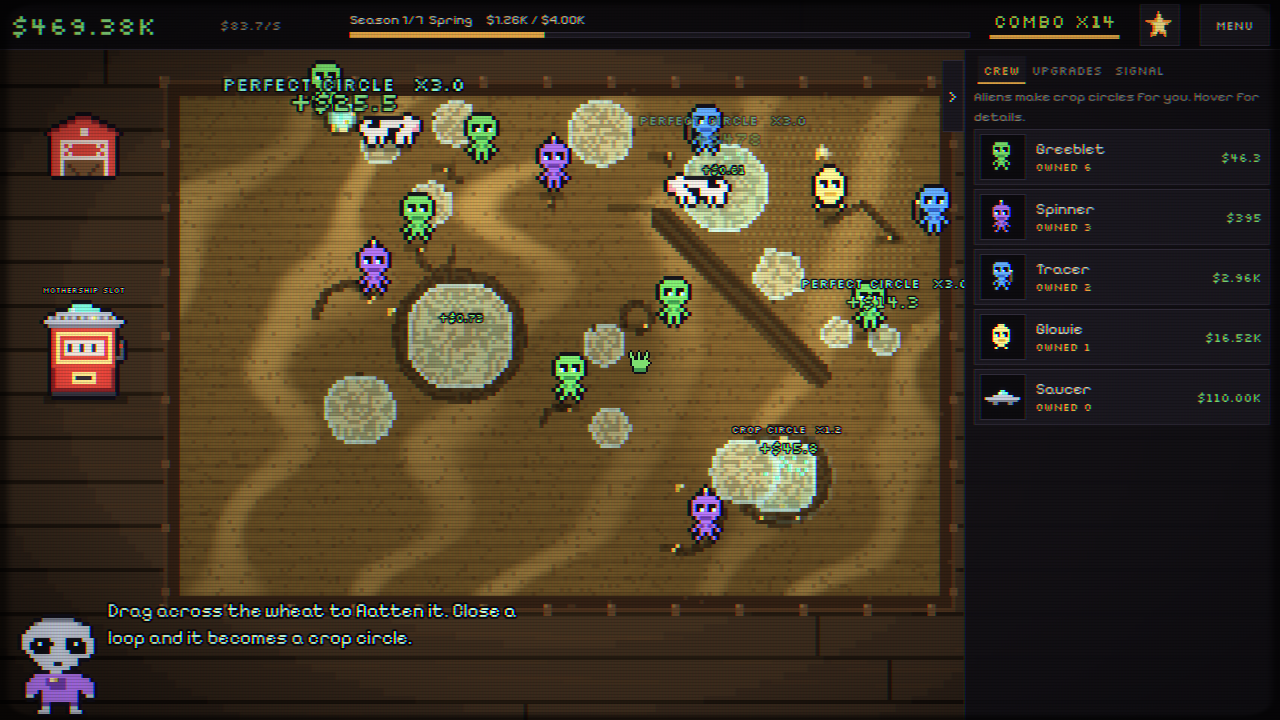 $469.38K
$83.7/S
Season 1/7 Spring $1.26K / $4.00K
COMBO X14
MENU
CREW UPGRADES SIGNAL
Aliens make crop circles for you. Hover for
details.
Greeblet
OWNED 6
$46.3
Spinner
OWNED 3
$395
Tracer
OWNED 2
$2.96K
Glowie
OWNED 1
$16.52K
Saucer
OWNED 0
$110.00K
PERFECT CIRCLE X3.0
+$25.5
PERFECT CIRCLE X3.0
+$0.81
MOTHERSHIP SLOT
PERFECT CIRCLE X3.0
+$14.3
+$0.73
CROP CIRCLE X1.2
+$45.8
Drag across the wheat to flatten it. Close a
loop and it becomes a crop circle.